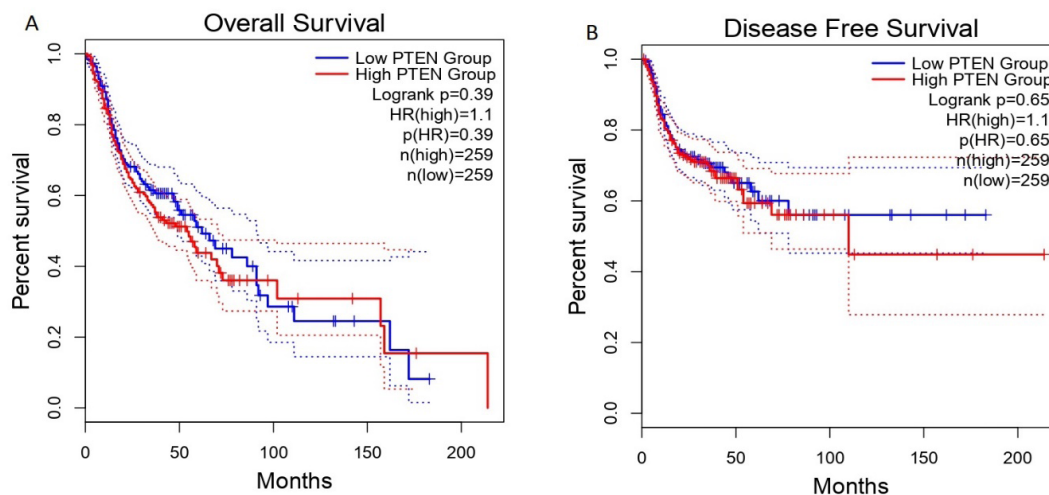 A
Overall Survival
Low PTEN Group
High PTEN Group
Logrank p=0.39
HR(high)=1.1
p(HR)=0.39
n(high)=259
n(low)=259
Percent survival
1.0
0.8
0.6
0.4
0.2
0.0
0 50 100 150 200
Months
B
Disease Free Survival
Low PTEN Group
High PTEN Group
Logrank p=0.65
HR(high)=1.1
p(HR)=0.65
n(high)=259
n(low)=259
Percent survival
1.0
0.8
0.6
0.4
0.2
0.0
0 50 100 150 200
Months